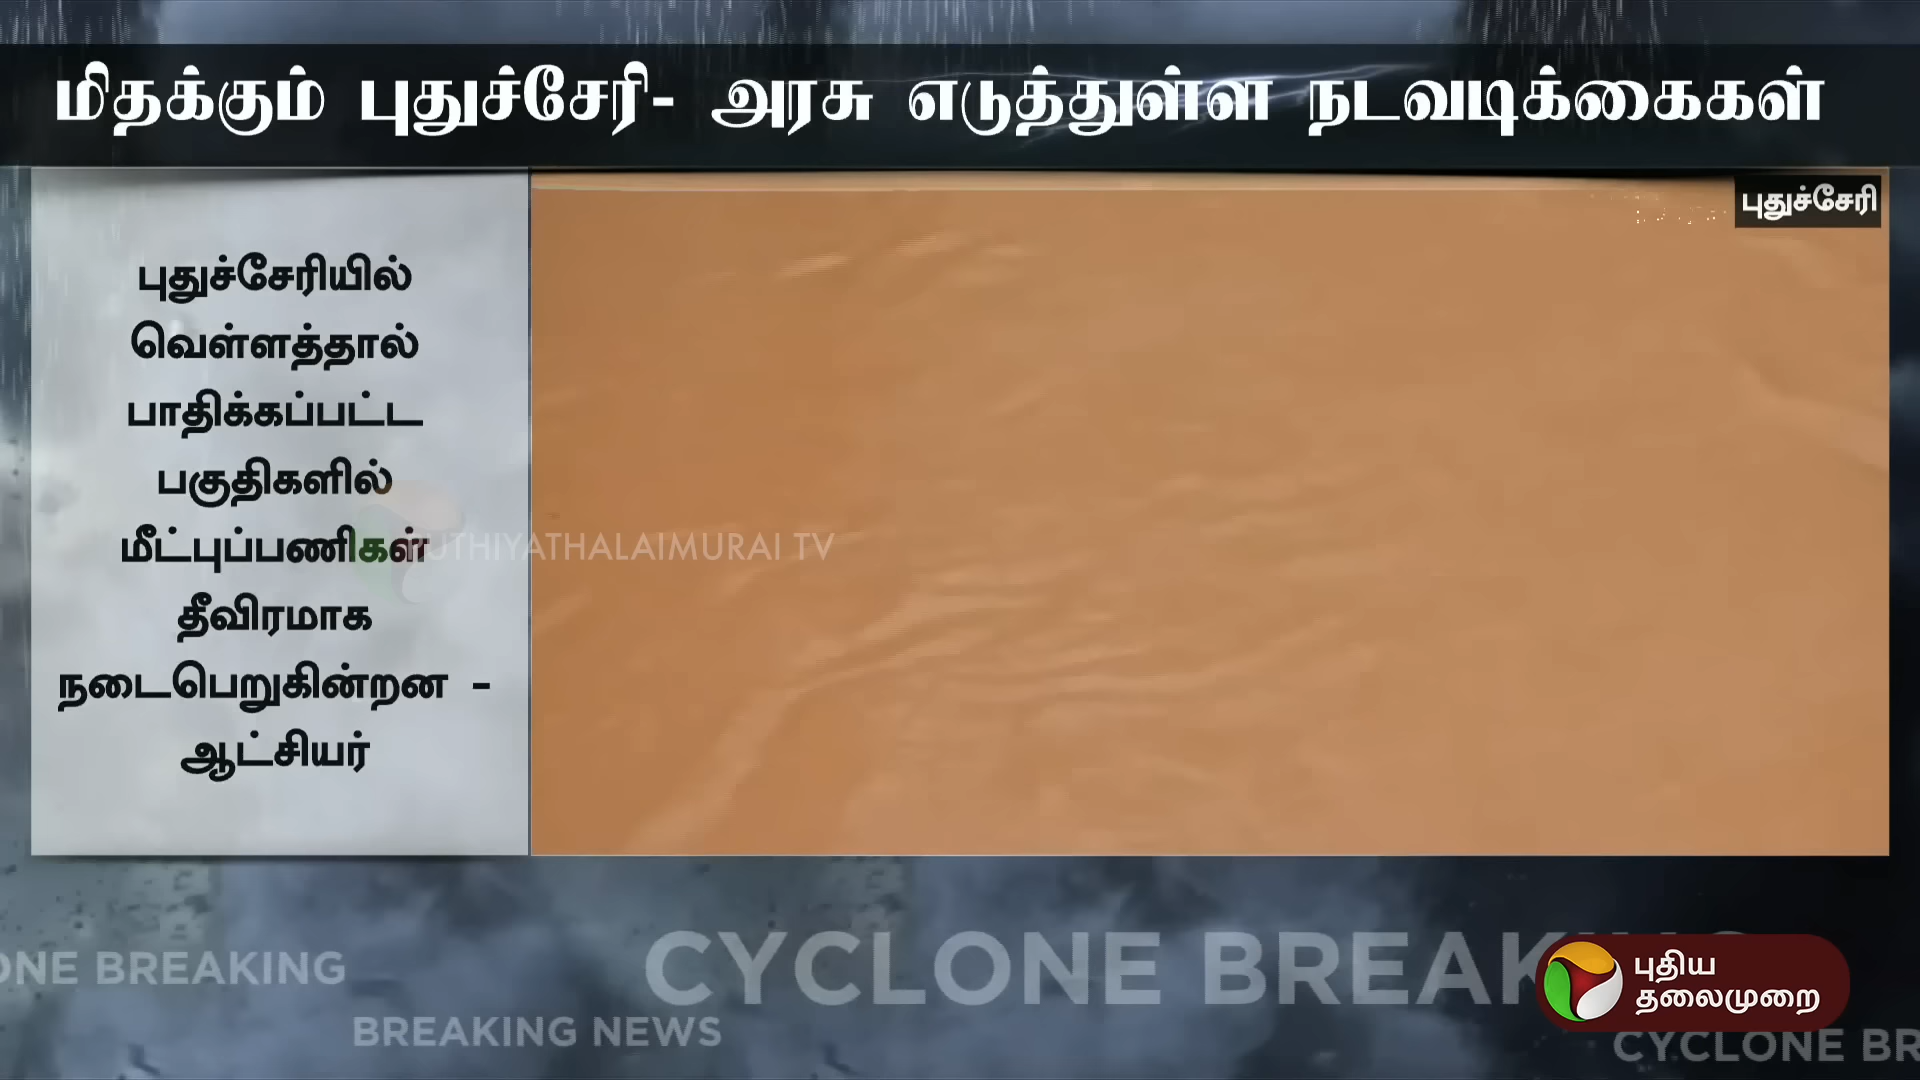 மிதக்கும் புதுச்சேரி- அரசு எடுத்துள்ள நடவடிக்கைகள்
புதுச்சேரி
புதுச்சேரியில்
வெள்ளத்தால்
பாதிக்கப்பட்ட
பகுதிகளில்
மீட்புப்பணிகள்
தீவிரமாக
நடைபெறுகின்றன -
ஆட்சியர்
PUTHIYATHALAIMURAI TV
ONE BREAKING
CYCLONE BREAKING
BREAKING NEWS
புதிய
தலைமுறை
CYCLONE BR